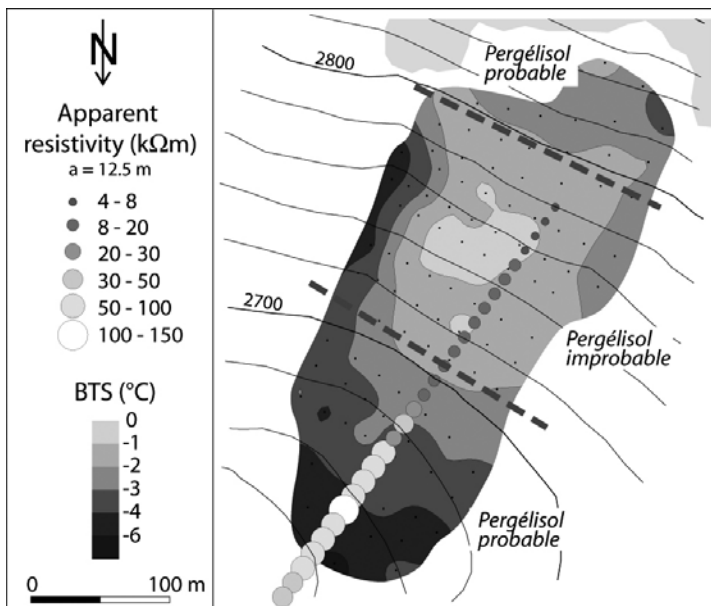 N
Apparent
resistivity (kΩm)
a = 12.5 m
4 - 8
8 - 20
20 - 30
30 - 50
50 - 100
100 - 150
BTS (°C)
0
-1
-2
-3
-4
-6
0 100 m
Pergélisol
probable
2800
2700
Pergélisol
improbable
Pergélisol
probable